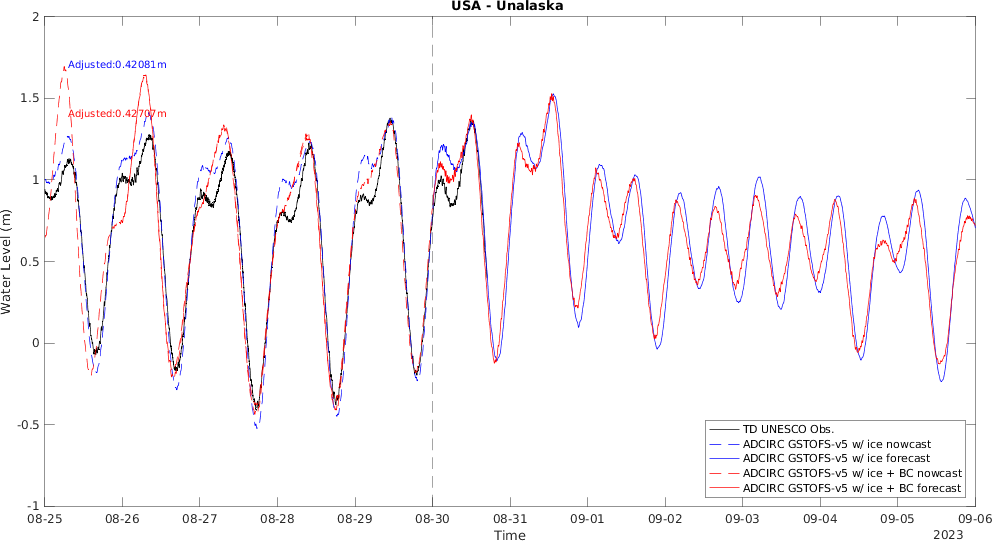 USA - Unalaska
Water Level (m)
2
1.5
1
0.5
0
-0.5
-1
Adjusted:0.42081m
Adjusted:0.42707m
TD UNESCO Obs.
ADCIRC GSTOFS-v5 w/ ice nowcast
ADCIRC GSTOFS-v5 w/ ice forecast
ADCIRC GSTOFS-v5 w/ ice + BC nowcast
ADCIRC GSTOFS-v5 w/ ice + BC forecast
08-25 08-26 08-27 08-28 08-29 08-30 08-31 09-01 09-02 09-03 09-04 09-05 09-06
Time
2023